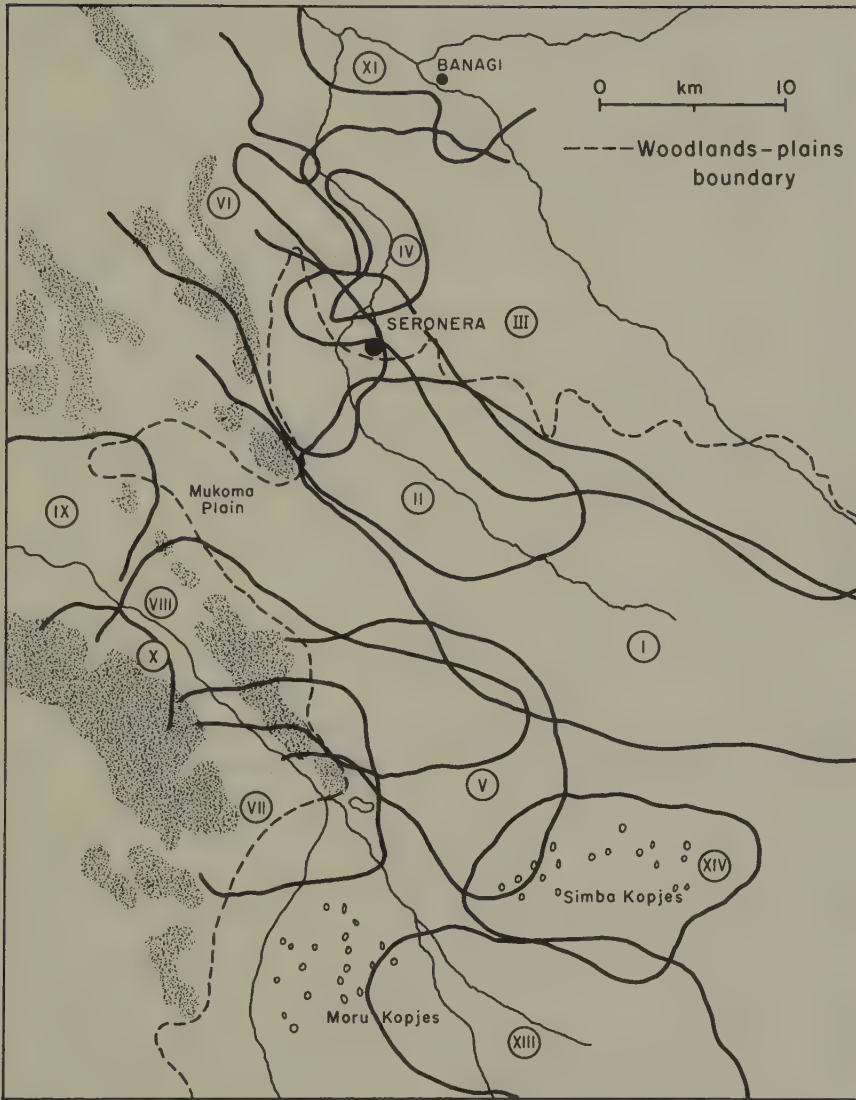 XI
BANAGI
0 km 10
Woodlands-plains
boundary
VI
IV
SERONERA
III
Mukoma
Plain
II
IX
VIII
I
X
V
VII
XIV
Simba Kopjes
Moru Kopjes
XIII